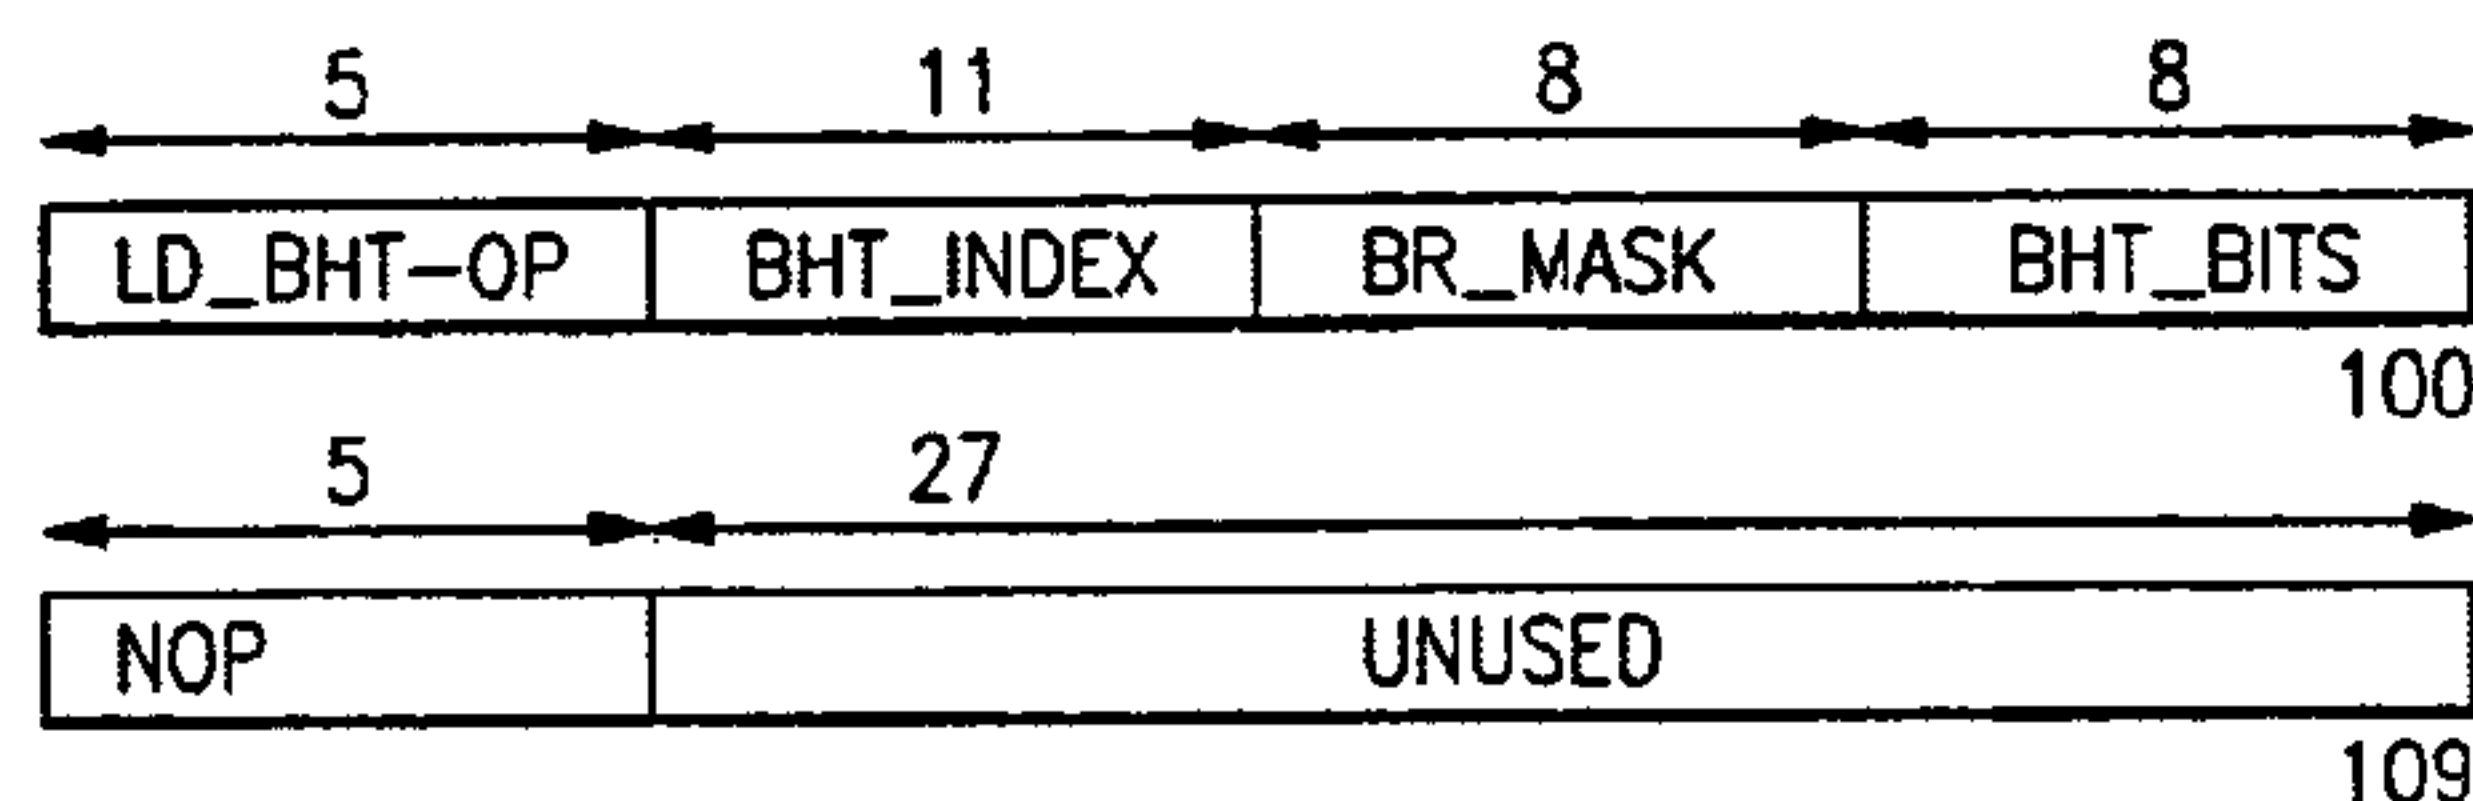 5 11 8 8
LD_BHT-OP BHT_INDEX BR_MASK BHT_BITS
100
5 27
NOP UNUSED
109